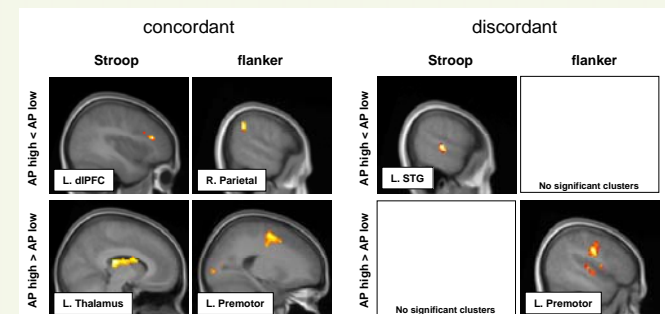 concordant
discordant
Stroop
flanker
Stroop
flanker
AP high < AP low
L. dlPFC
R. Parietal
AP high < AP low
L. STG
No significant clusters
AP high > AP low
L. Thalamus
L. Premotor
AP high > AP low
No significant clusters
L. Premotor